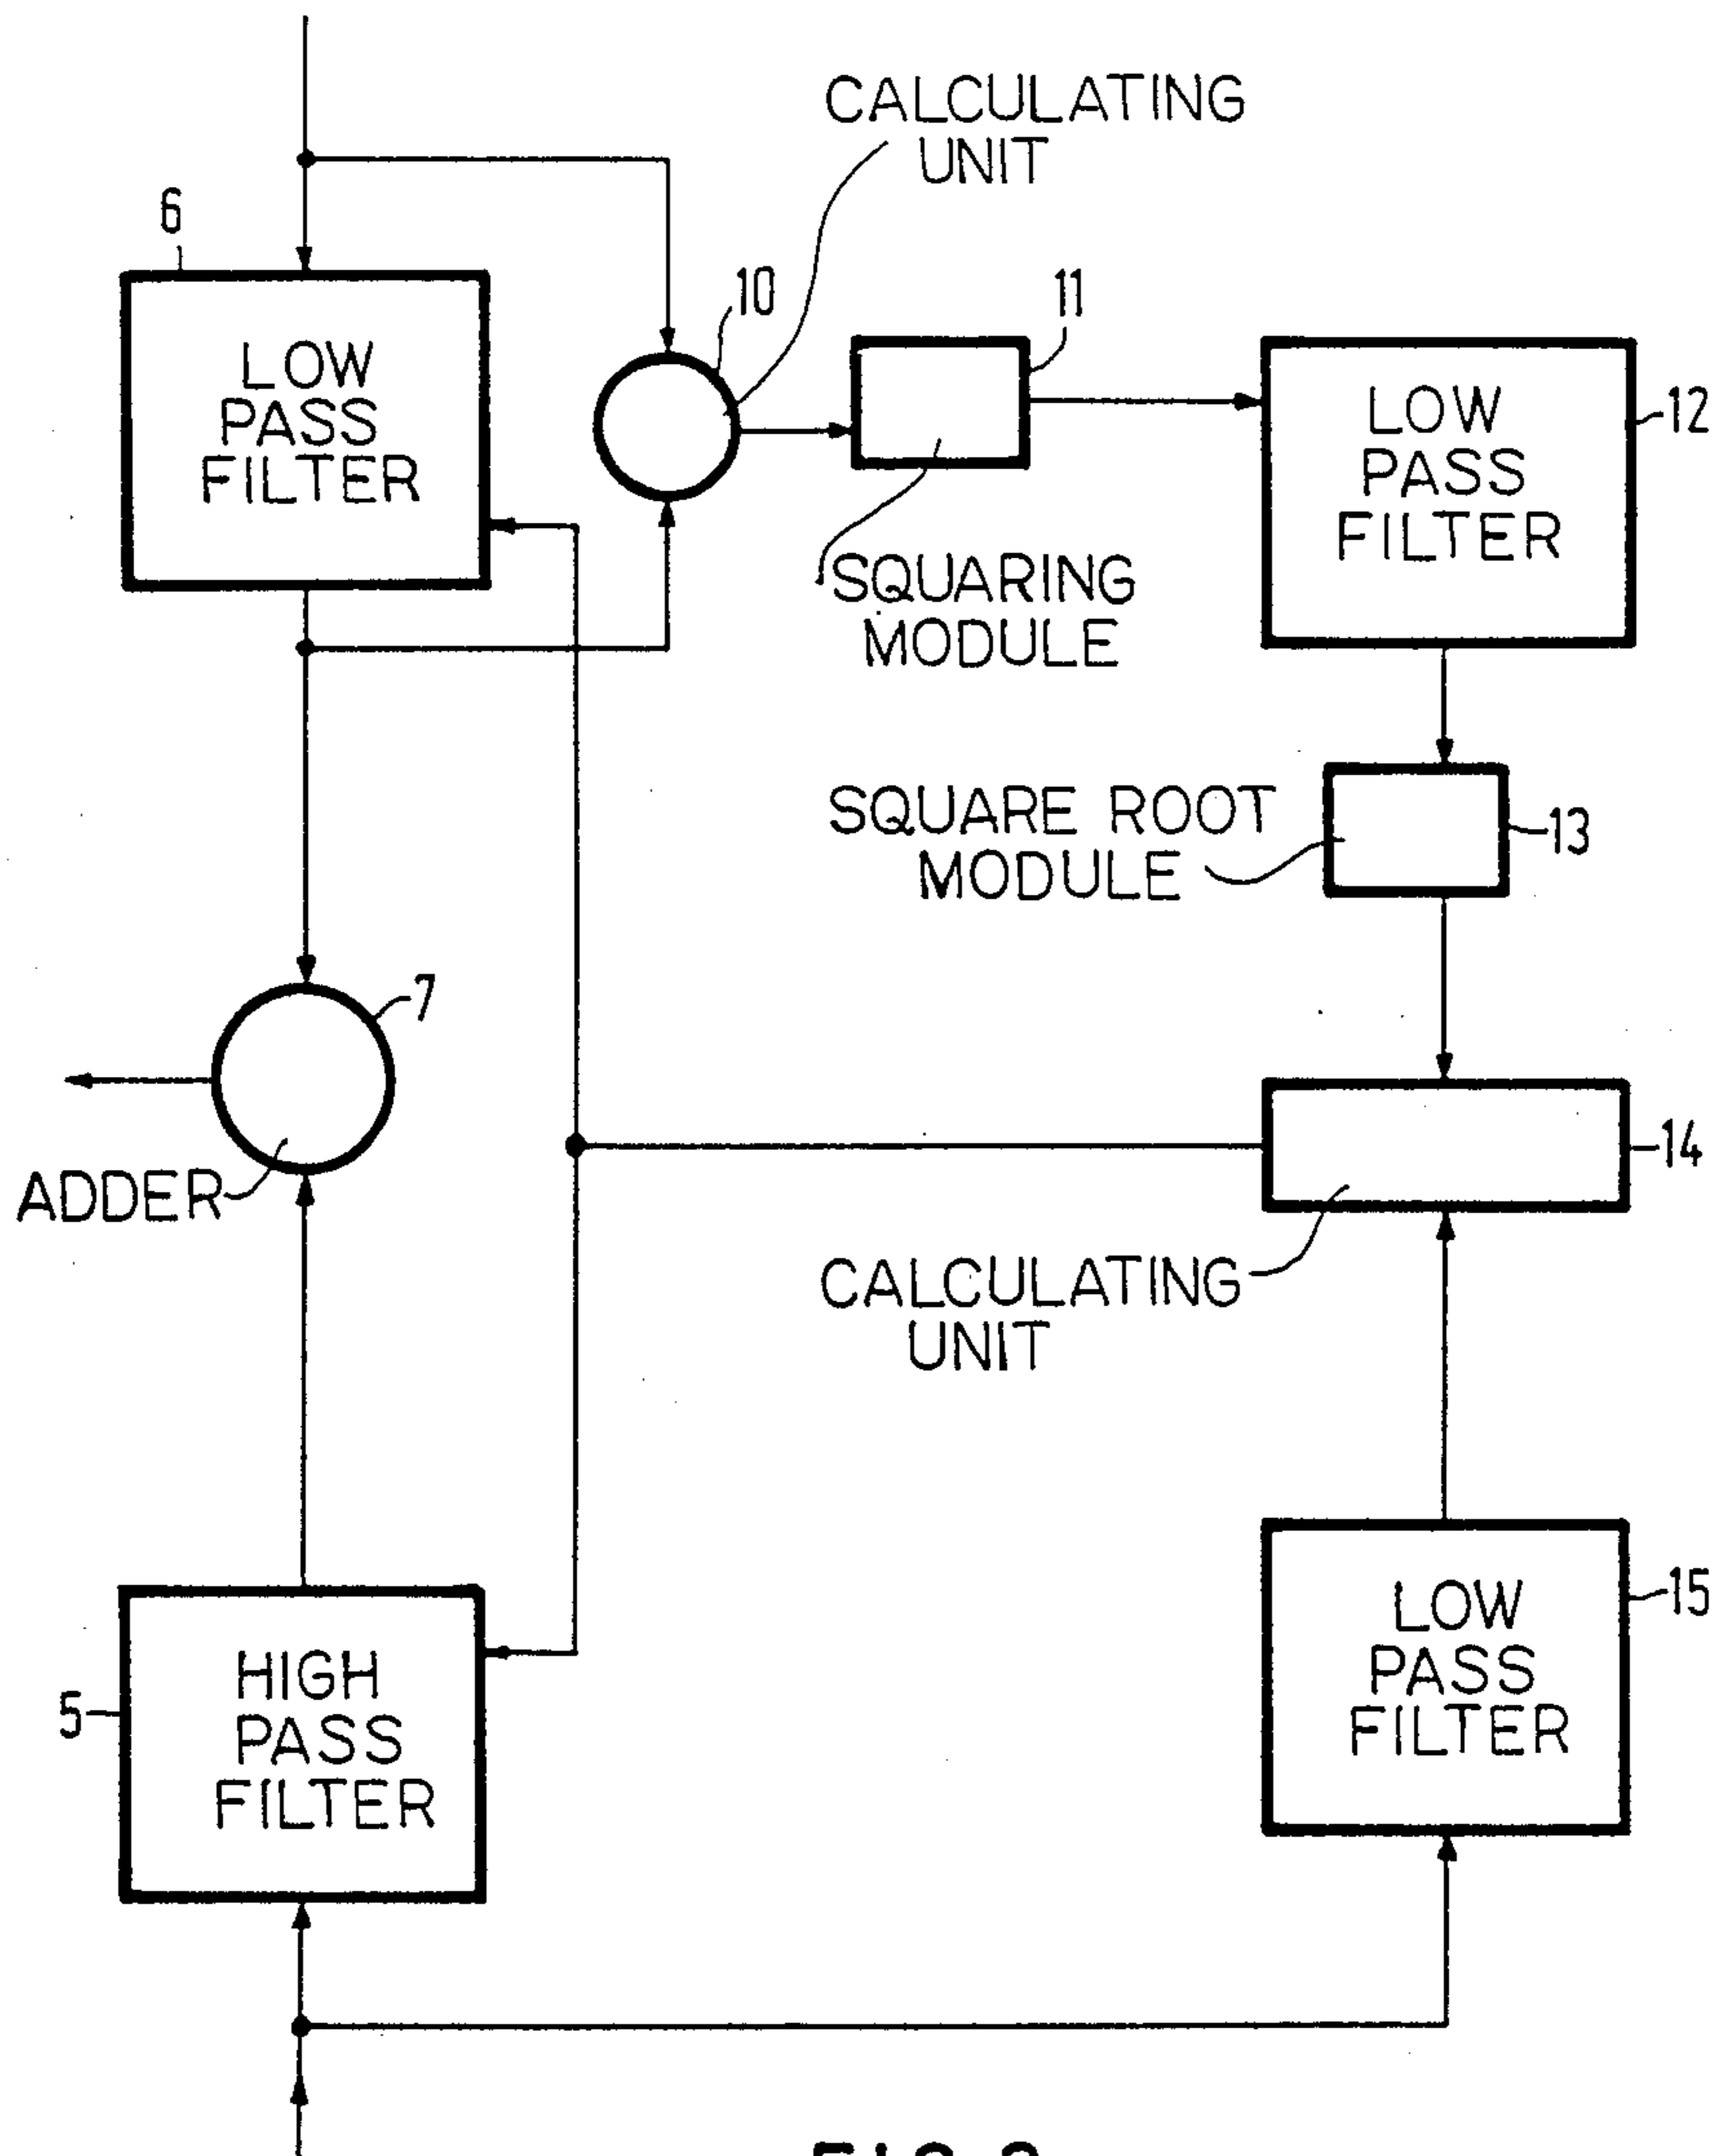 CALCULATING
UNIT
6
10
11
LOW
PASS
FILTER
LOW
PASS
FILTER
12
SQUARING
MODULE
SQUARE ROOT
MODULE
13
7
ADDER
14
CALCULATING
UNIT
15
LOW
PASS
FILTER
5
HIGH
PASS
FILTER